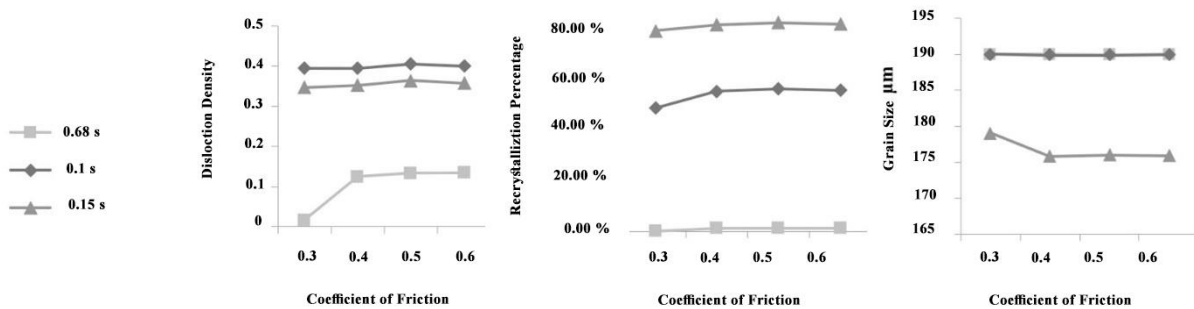 0.68 s
0.1 s
0.15 s
Disloction Density
0.5
0.4
0.3
0.2
0.1
0
0.3 0.4 0.5 0.6
Coefficient of Friction
Recrystalliztion Percentage
80.00 %
60.00 %
40.00 %
20.00 %
0.00 %
0.3 0.4 0.5 0.6
Coefficient of Friction
Grain Size µm
195
190
185
180
175
170
165
0.3 0.4 0.5 0.6
Coefficient of Friction